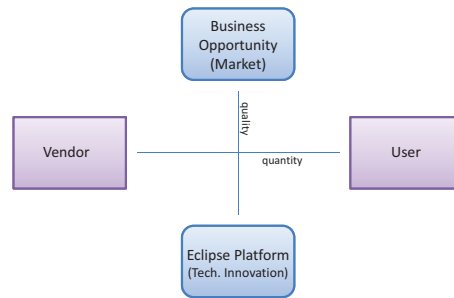 Business
Opportunity
(Market)
quality
Vendor
quantity
User
Eclipse Platform
(Tech. Innovation)